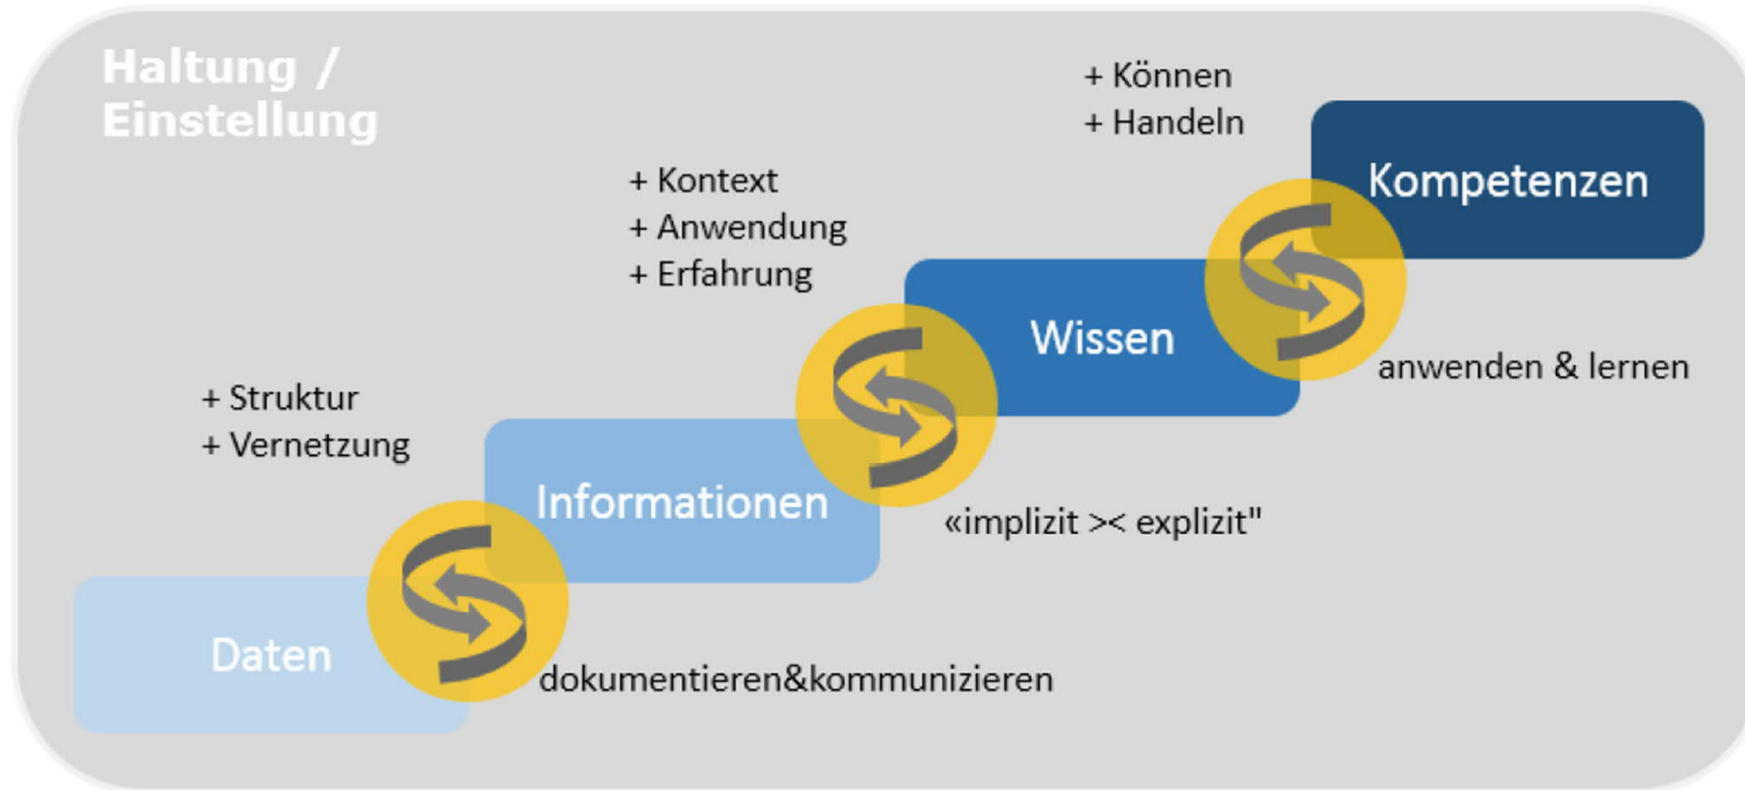 Haltung /
Einstellung
+ Können
+ Handeln
Kompetenzen
+ Kontext
+ Anwendung
+ Erfahrung
Wissen
anwenden & lernen
+ Struktur
+ Vernetzung
Informationen
«implizit >< explizit"
Daten
dokumentieren&kommunizieren